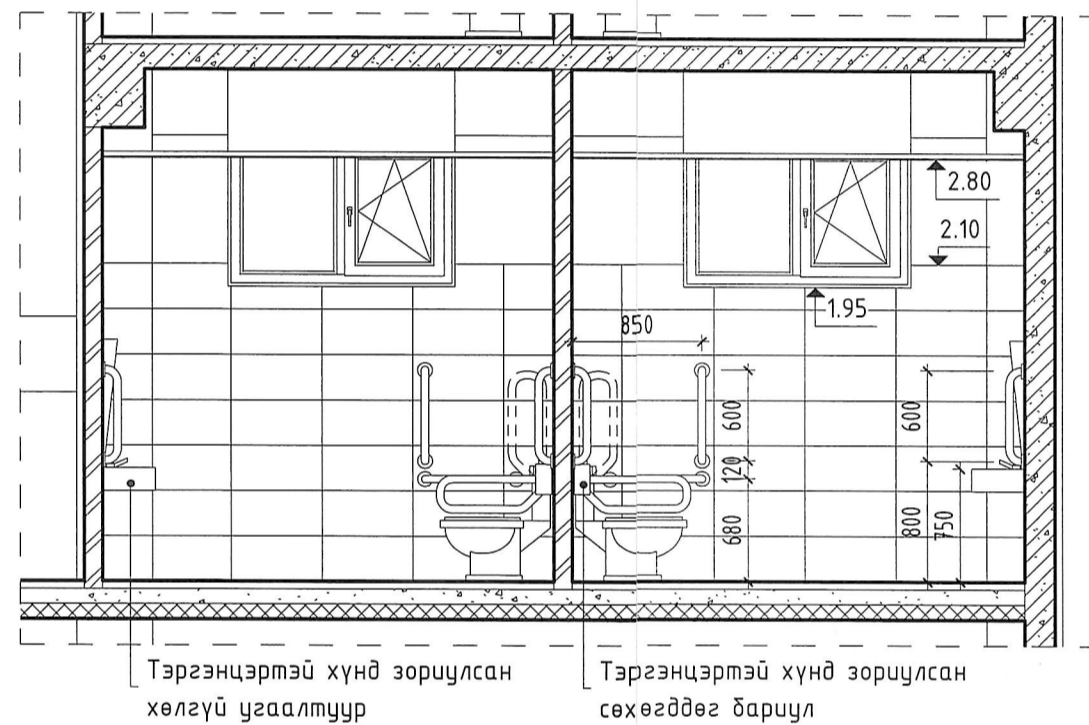 2.80
2.10
1.95
850
600
120
680
600
800
750
Тэргэнцэртэй хүнд зориулсан
хөлгүй угаалтуур
Тэргэнцэртэй хүнд зориулсан
сөхөгддөг бариул